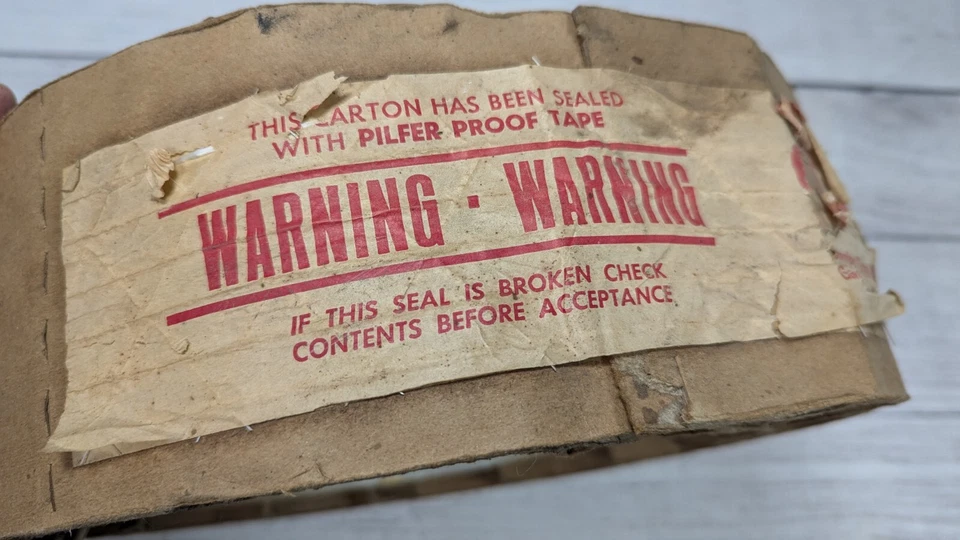 THIS CARTON HAS BEEN SEALED
WITH PILFER PROOF TAPE
WARNING · WARNING
IF THIS SEAL IS BROKEN CHECK
CONTENTS BEFORE ACCEPTANCE.